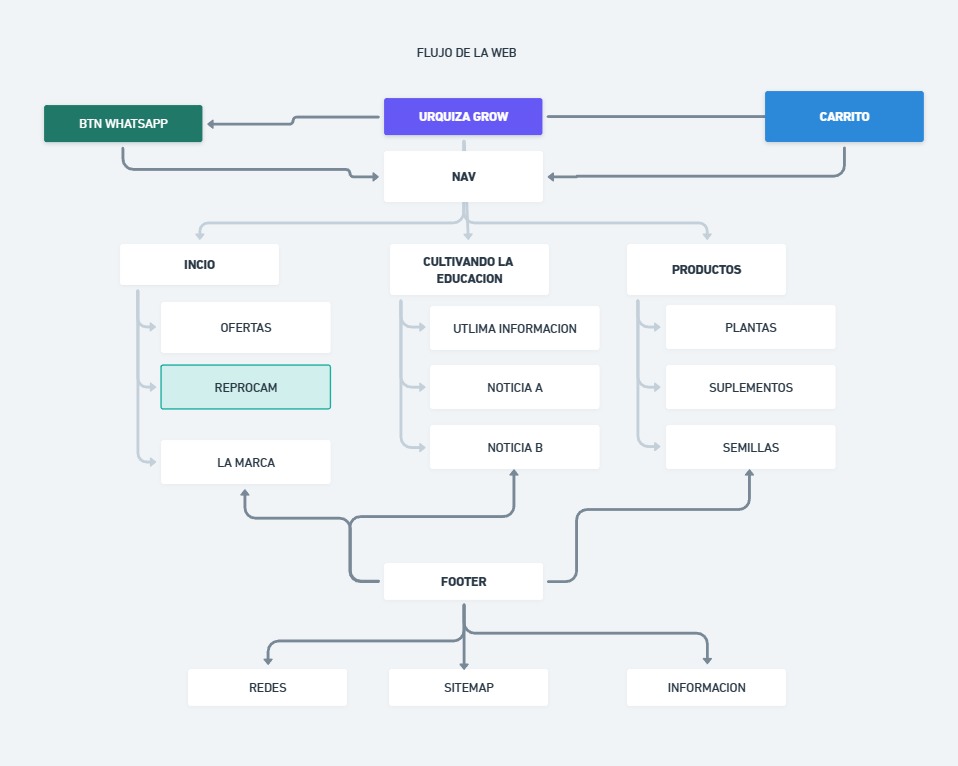 FLUJO DE LA WEB
BTN WHATSAPP
URQUIZA GROW
CARRITO
NAV
INCIO
CULTIVANDO LA
EDUCACION
PRODUCTOS
OFERTAS
UTLIMA INFORMACION
PLANTAS
REPROCAM
NOTICIA A
SUPLEMENTOS
LA MARCA
NOTICIA B
SEMILLAS
FOOTER
REDES
SITEMAP
INFORMACION